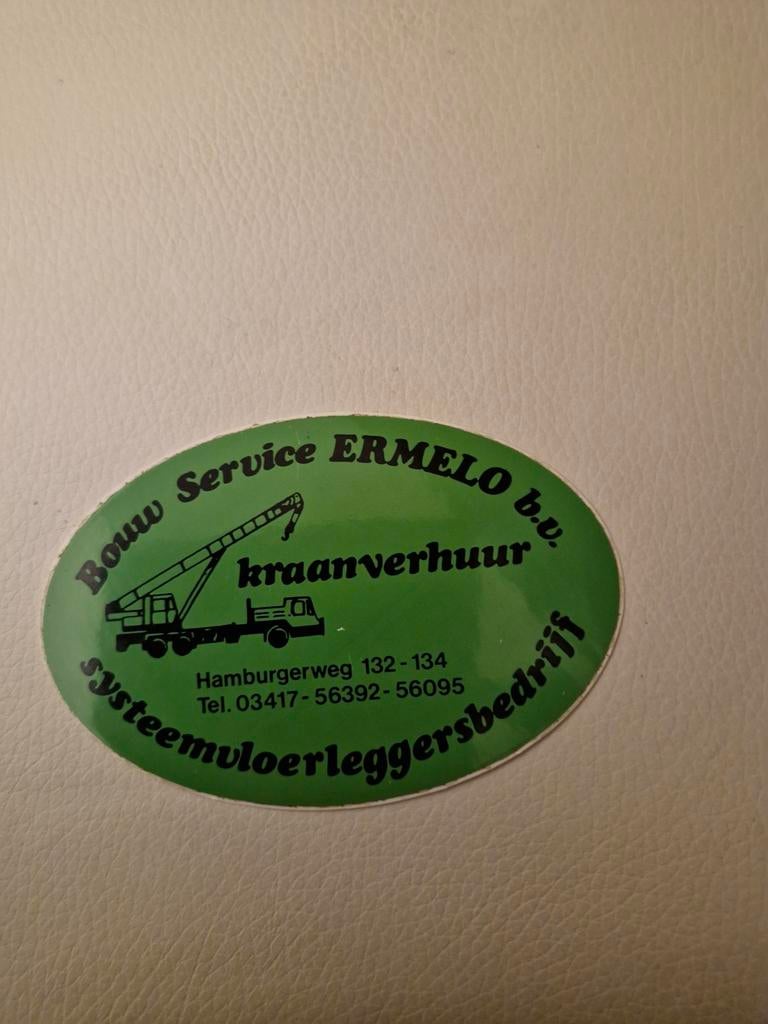 Bouw Service ERMELO b.v.
kraanverhuur
Hamburgerweg 132-134
Tel. 03417-56392-56095
systeemvloerleggersbedrijf